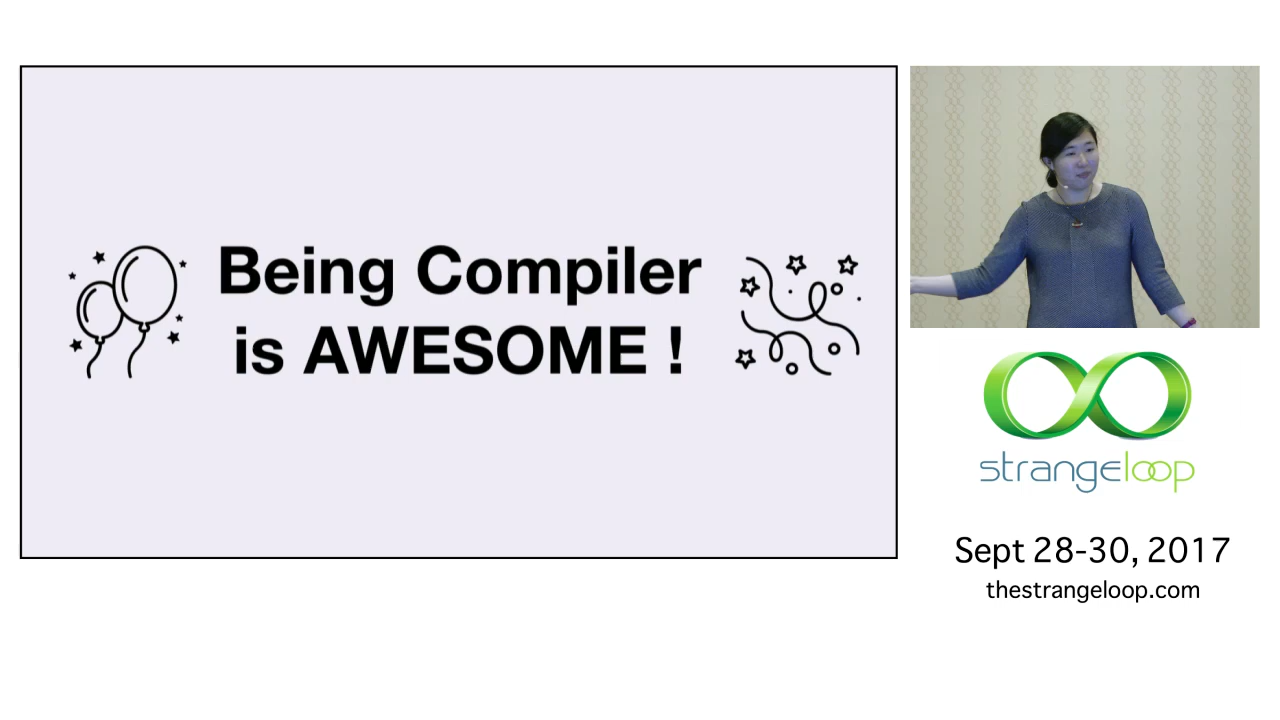 Being Compiler
is AWESOME !
strangeloop
Sept 28-30, 2017
thestrangeloop.com